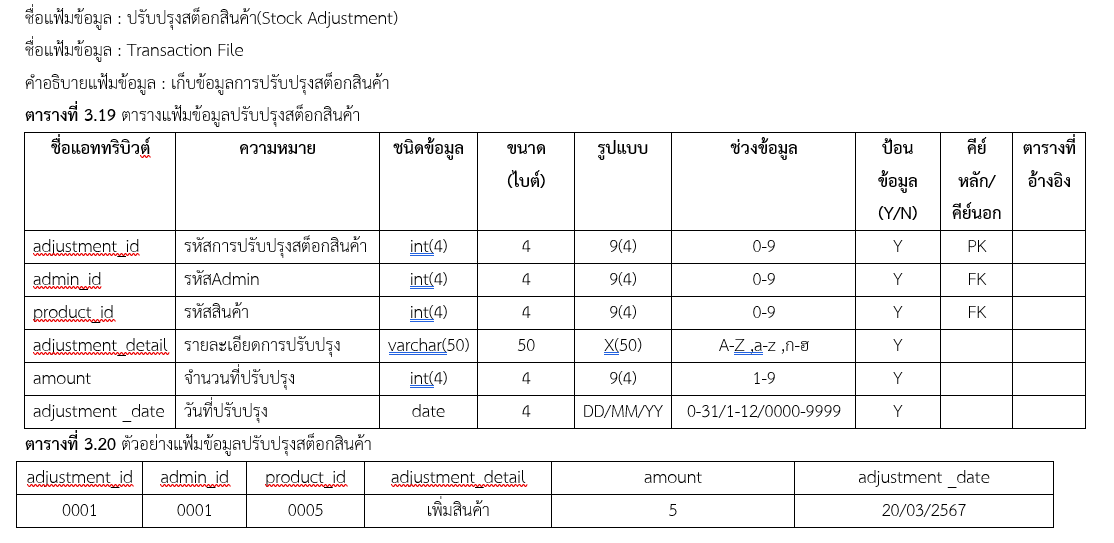 ชื่อแฟ้มข้อมูล : ปรับปรุงสต็อกสินค้า(Stock Adjustment)
ชื่อแฟ้มข้อมูล : Transaction File
คำอธิบายแฟ้มข้อมูล : เก็บข้อมูลการปรับปรุงสต็อกสินค้า
ตารางที่ 3.19 ตารางแฟ้มข้อมูลปรับปรุงสต็อกสินค้า
ชื่อแอททริบิวต์ ความหมาย ชนิดข้อมูล ขนาด (ไบต์) รูปแบบ ช่วงข้อมูล ป้อนข้อมูล (Y/N) คีย์หลัก/คีย์นอก ตารางที่อ้างอิง
adjustment_id รหัสการปรับปรุงสต็อกสินค้า int(4) 4 9(4) 0-9 Y PK
admin_id รหัสAdmin int(4) 4 9(4) 0-9 Y FK
product_id รหัสสินค้า int(4) 4 9(4) 0-9 Y FK
adjustment_detail รายละเอียดการปรับปรุง varchar(50) 50 X(50) A-Z ,a-z ,ก-ฮ Y
amount จำนวนที่ปรับปรุง int(4) 4 9(4) 1-9 Y
adjustment _date วันที่ปรับปรุง date 4 DD/MM/YY 0-31/1-12/0000-9999 Y
ตารางที่ 3.20 ตัวอย่างแฟ้มข้อมูลปรับปรุงสต็อกสินค้า
adjustment_id admin_id product_id adjustment_detail amount adjustment _date
0001 0001 0005 เพิ่มสินค้า 5 20/03/2567